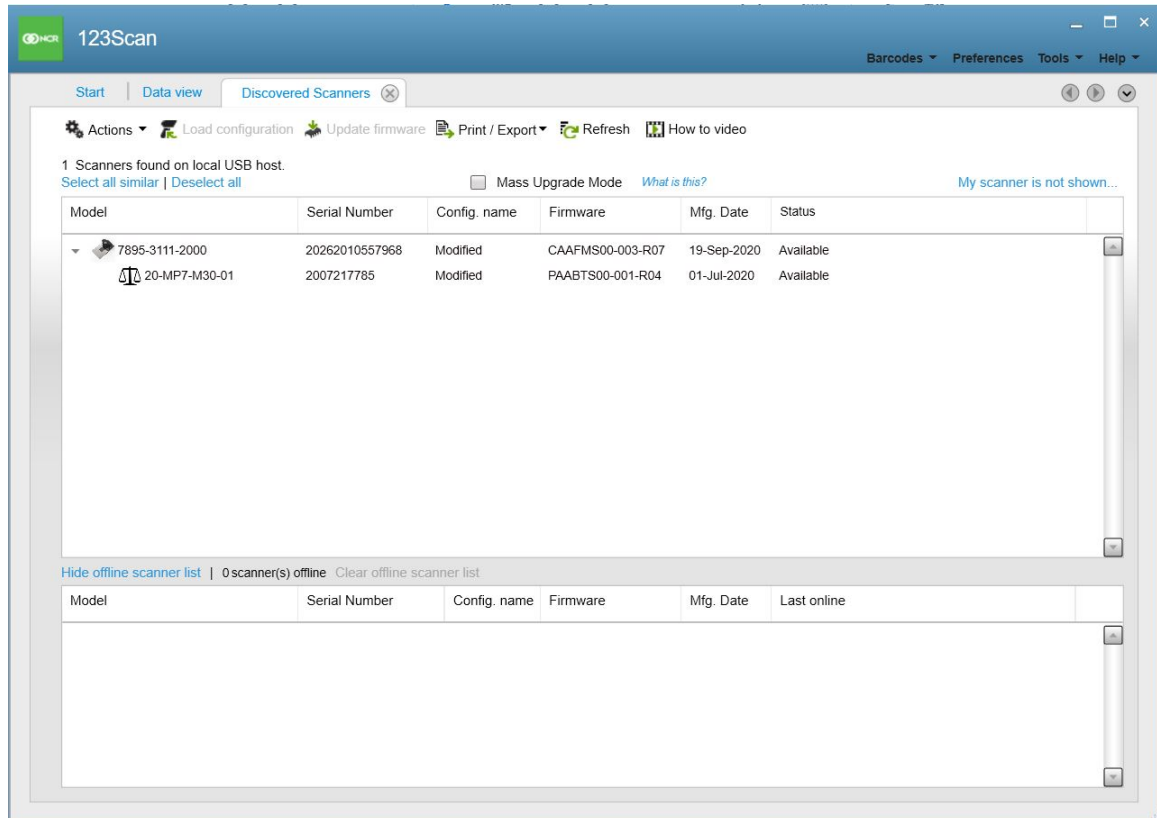 NCR 123Scan
Barcodes Preferences Tools Help
Start Data view Discovered Scanners
Actions Load configuration Update firmware Print / Export Refresh How to video
1 Scanners found on local USB host.
Select all similar | Deselect all Mass Upgrade Mode What is this? My scanner is not shown...
Model Serial Number Config. name Firmware Mfg. Date Status
7895-3111-2000 20262010557968 Modified CAAFMS00-003-R07 19-Sep-2020 Available
20-MP7-M30-01 2007217785 Modified PAABTS00-001-R04 01-Jul-2020 Available
Hide offline scanner list | 0 scanner(s) offline Clear offline scanner list
Model Serial Number Config. name Firmware Mfg. Date Last online